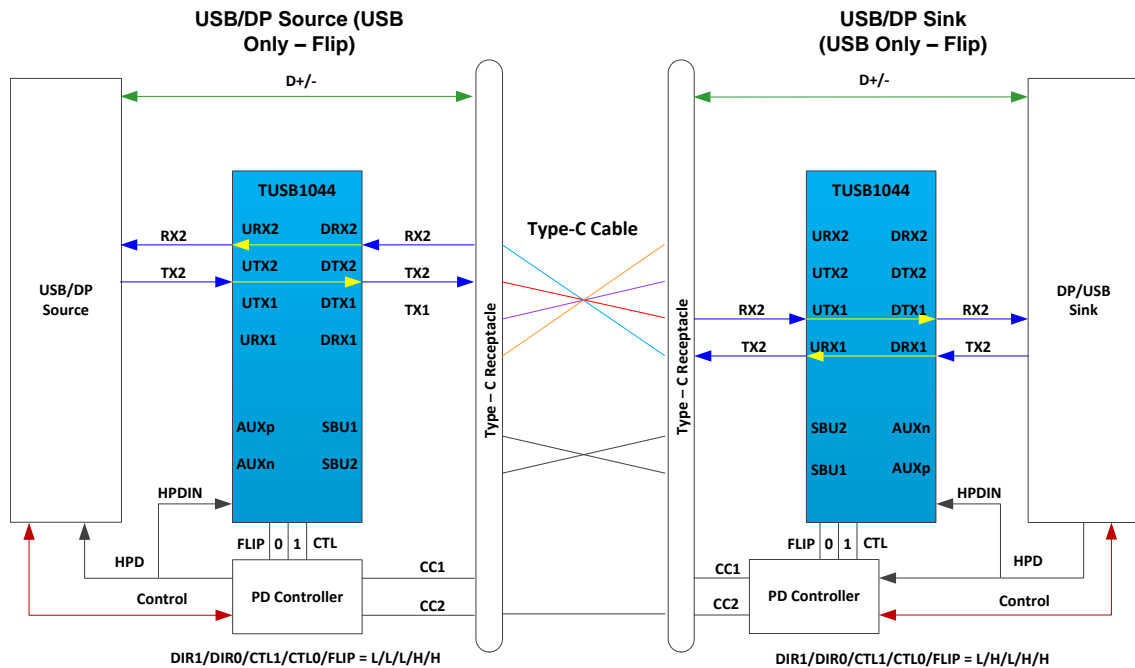 USB/DP Source (USB
Only – Flip)
USB/DP Sink
(USB Only – Flip)
D+/-
D+/-
TUSB1044
TUSB1044
Type-C Cable
RX2
URX2
DRX2
RX2
TX2
UTX2
DTX2
TX2
UTX1
DTX1
TX1
URX1
DRX1
USB/DP
Source
AUXp
SBU1
AUXn
SBU2
HPDIN
FLIP
0
1
CTL
HPD
Control
PD Controller
CC1
CC2
Type – C Receptacle
Type – C Receptacle
URX2
DRX2
UTX2
DTX2
RX2
UTX1
DTX1
RX2
TX2
URX1
DRX1
TX2
DP/USB
Sink
SBU2
AUXn
SBU1
AUXp
HPDIN
FLIP
0
1
CTL
HPD
CC1
CC2
PD Controller
Control
DIR1/DIR0/CTL1/CTL0/FLIP = L/L/L/H/H
DIR1/DIR0/CTL1/CTL0/FLIP = L/H/L/H/H